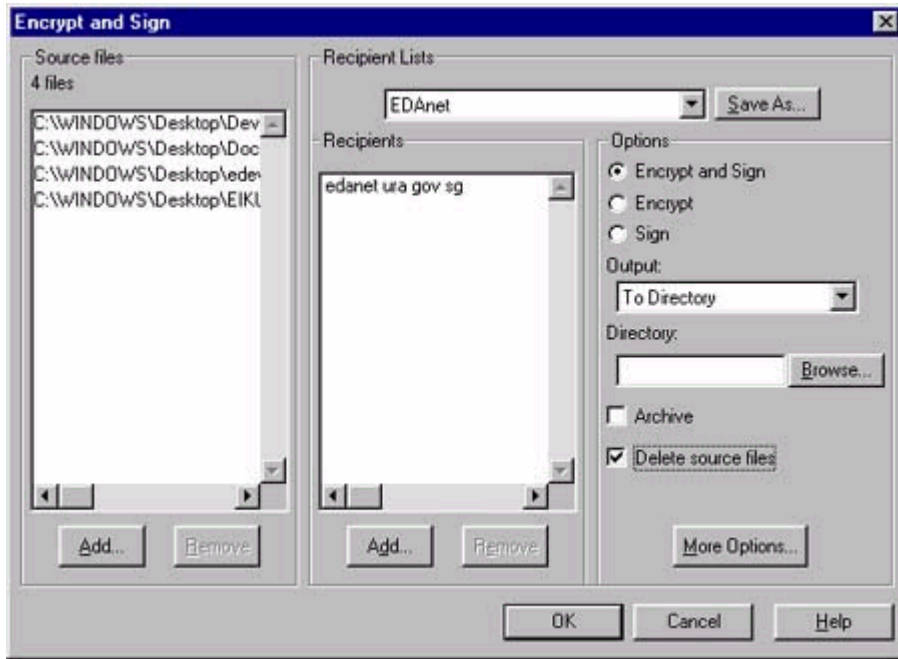 Encrypt and Sign
Source files
4 files
C:\WINDOWS\Desktop\Dev
C:\WINDOWS\Desktop\Doc
C:\WINDOWS\Desktop\edev
C:\WINDOWS\Desktop\EIKU
Add...
Remove
Recipient Lists
EDAnet
Save As...
Recipients
edanet ura gov sg
Add...
Remove
Options
Encrypt and Sign
Encrypt
Sign
Output:
To Directory
Directory:
Browse...
Archive
Delete source files
More Options...
OK
Cancel
Help